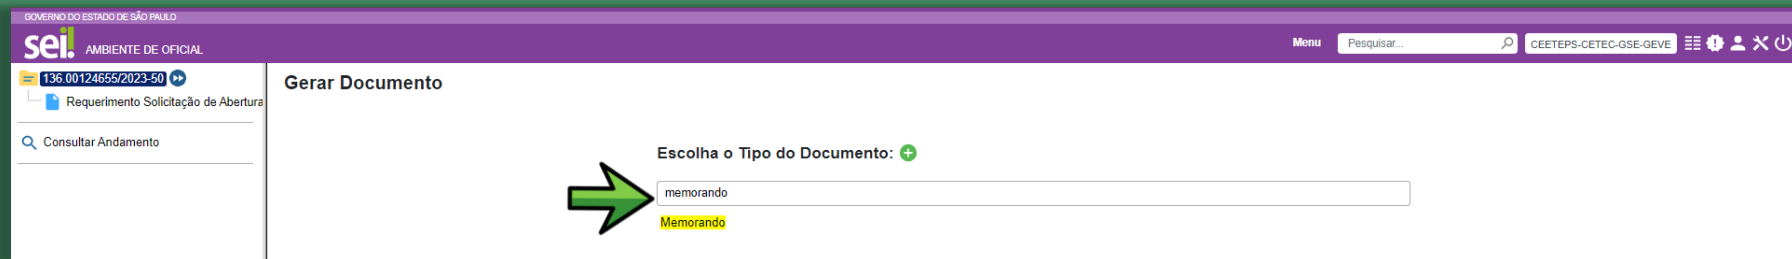 GOVERNO DO ESTADO DE SÃO PAULO
sei! AMBIENTE DE OFICIAL
Menu Pesquisar... CEETEPS-CETEC-GSE-GEVE
136.00124655/2023-50
Requerimento Solicitação de Abertura
Consultar Andamento
Gerar Documento
Escolha o Tipo do Documento:
memorando
Memorando